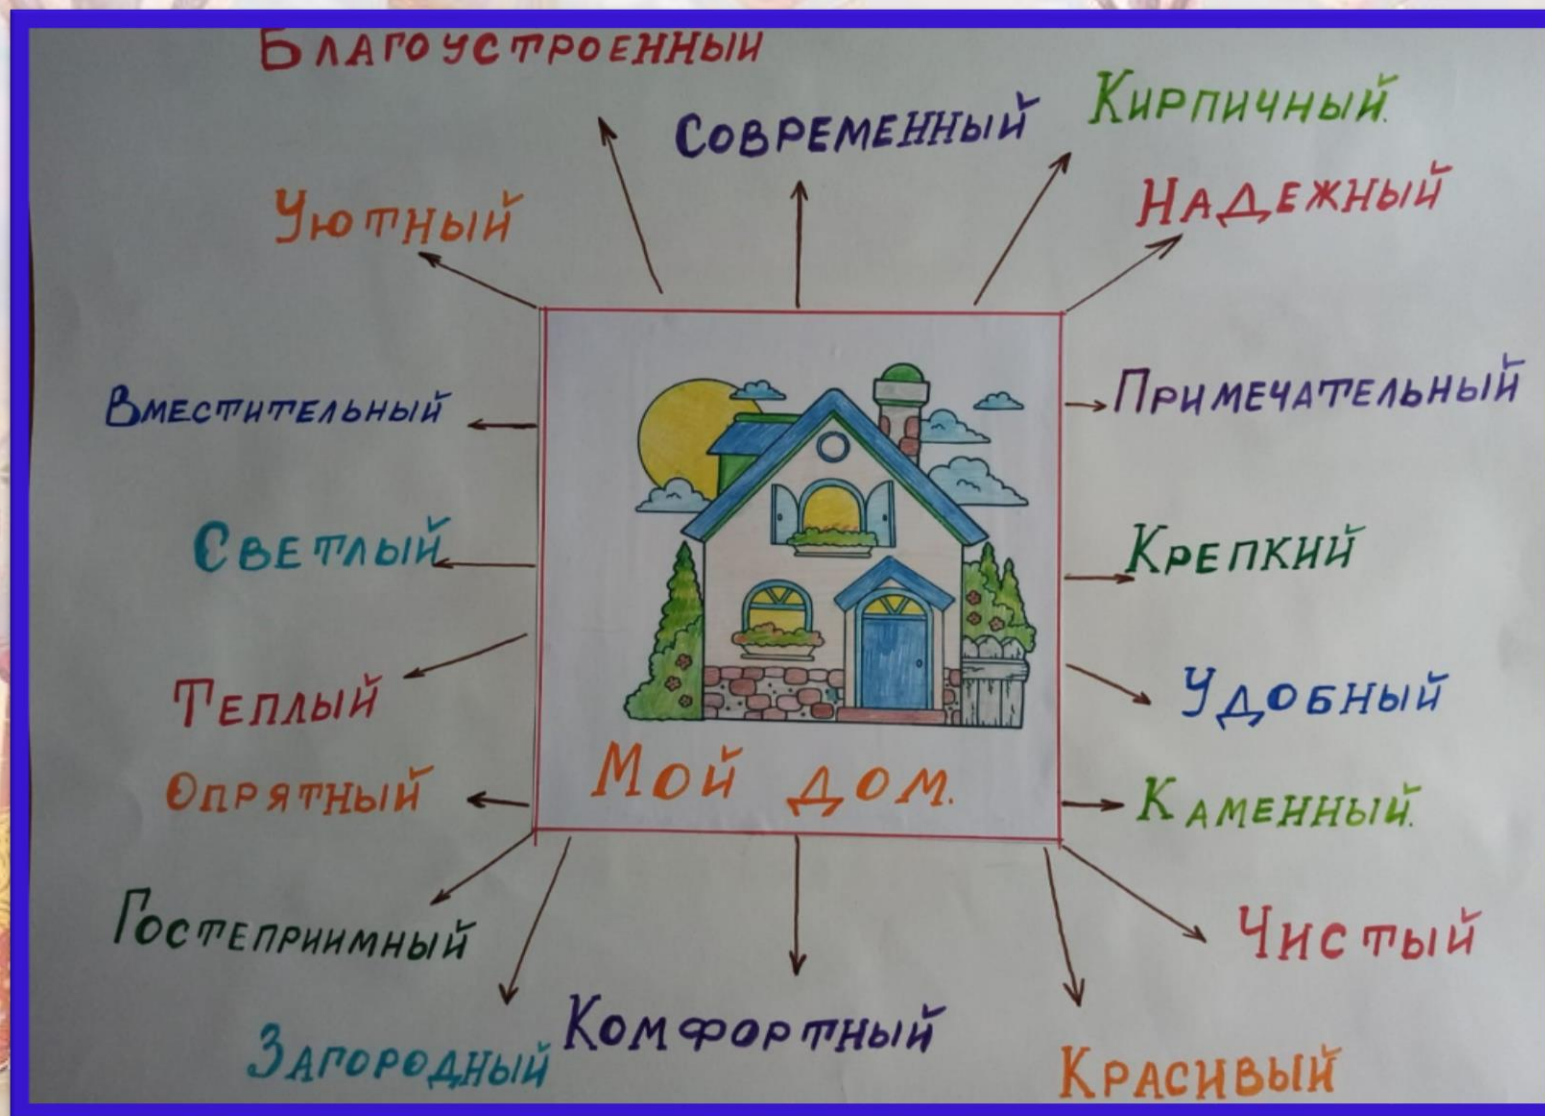 Благоустроенный
Современный
Кирпичный.
Уютный
Надежный
Вместительный
Примечательный
Светлый
Крепкий
Теплый
Удобный
Мой дом.
Опрятный
Каменный.
Гостеприимный
Чистый
Загородный
Комфортный
Красивый